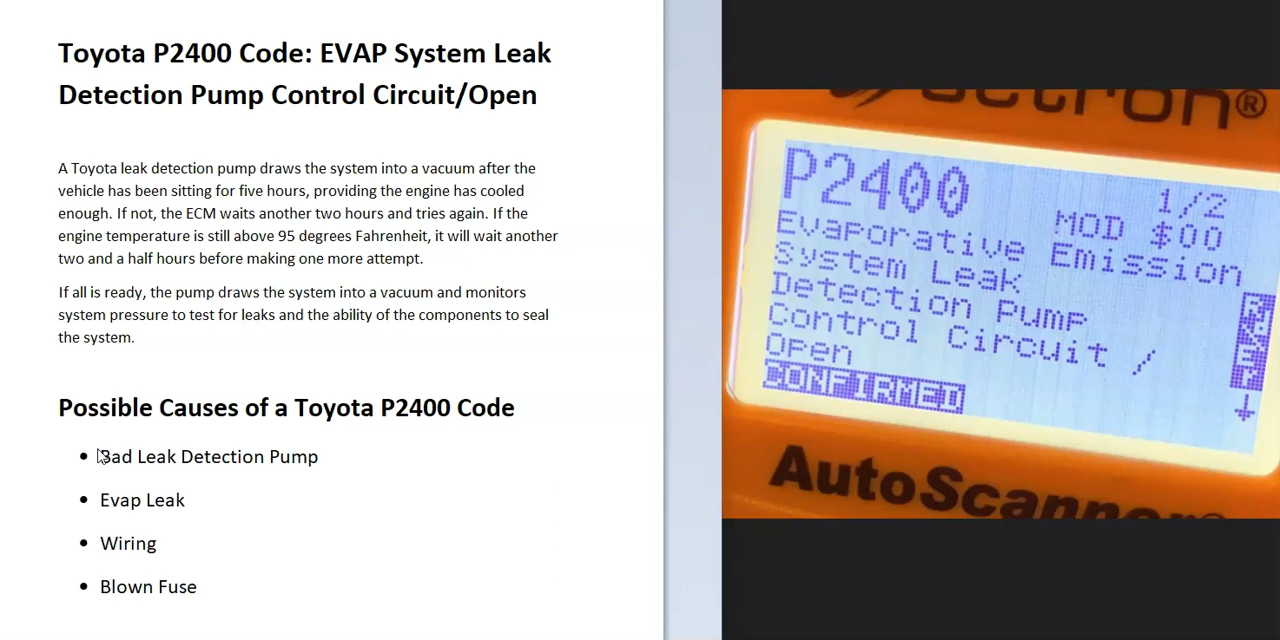 Toyota P2400 Code: EVAP System Leak
Detection Pump Control Circuit/Open
A Toyota leak detection pump draws the system into a vacuum after the
vehicle has been sitting for five hours, providing the engine has cooled
enough. If not, the ECM waits another two hours and tries again. If the
engine temperature is still above 95 degrees Fahrenheit, it will wait another
two and a half hours before making one more attempt.
If all is ready, the pump draws the system into a vacuum and monitors
system pressure to test for leaks and the ability of the components to seal
the system.
Possible Causes of a Toyota P2400 Code
• Bad Leak Detection Pump
• Evap Leak
• Wiring
• Blown Fuse
®
P2400 1/2
MOD $00
Evaporative Emission
System Leak
Detection Pump
Control Circuit /
Open
CONFIRMED
AutoScanner®